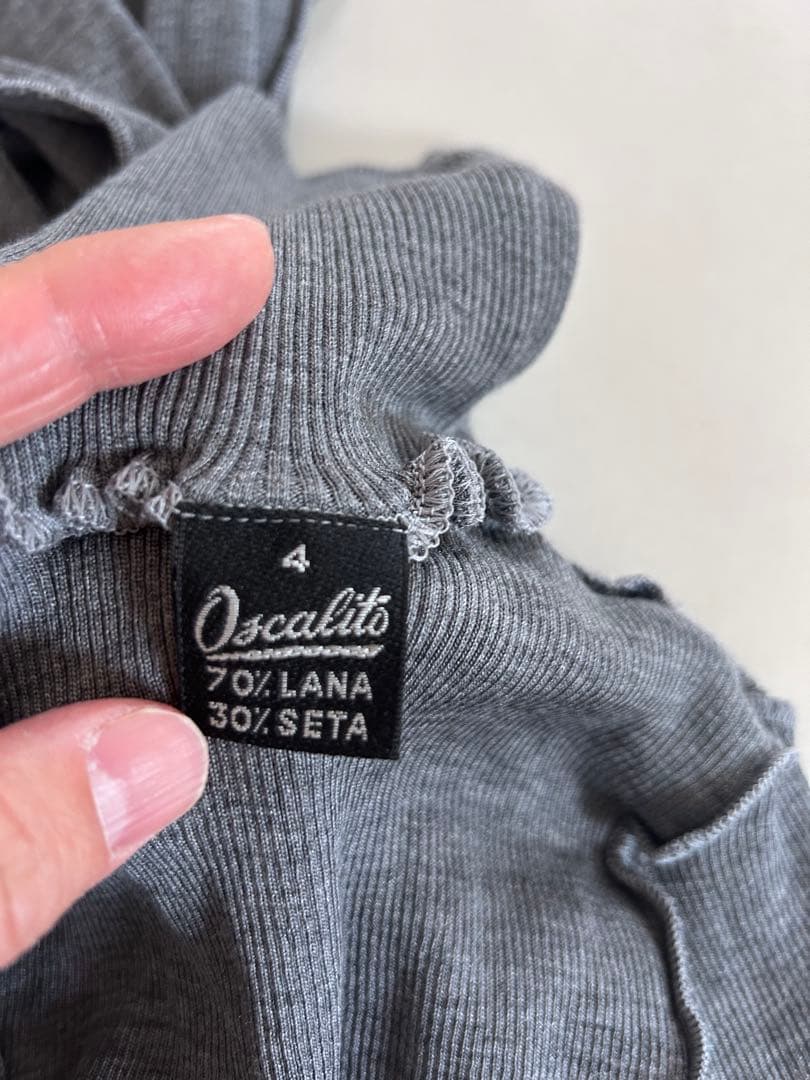 4
Oscalito
70% LANA
30% SETA